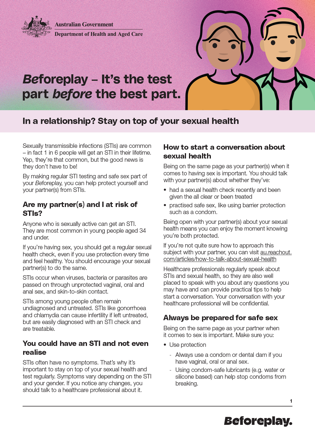 Australian Government
Department of Health and Aged Care
Beforeplay – It's the test
part before the best part.
In a relationship? Stay on top of your sexual health
Sexually transmissible infections (STIs) are common
– in fact 1 in 6 people will get an STI in their lifetime.
Yep, they're that common, but the good news is
they don't have to be!
By making regular STI testing and safe sex part of
your Beforeplay, you can help protect yourself and
your partner(s) from STIs.
Are my partner(s) and I at risk of
STIs?
Anyone who is sexually active can get an STI.
They are most common in young people aged 34
and under.
If you're having sex, you should get a regular sexual
health check, even if you use protection every time
and feel healthy. You should encourage your sexual
partner(s) to do the same.
STIs occur when viruses, bacteria or parasites are
passed on through unprotected vaginal, oral and
anal sex, and skin-to-skin contact.
STIs among young people often remain
undiagnosed and untreated. STIs like gonorrhoea
and chlamydia can cause infertility if left untreated,
but are easily diagnosed with an STI check and
are treatable.
You could have an STI and not even
realise
STIs often have no symptoms. That's why it's
important to stay on top of your sexual health and
test regularly. Symptoms vary depending on the STI
and your gender. If you notice any changes, you
should talk to a healthcare professional about it.
How to start a conversation about
sexual health
Being on the same page as your partner(s) when it
comes to having sex is important. You should talk
with your partner(s) about whether they've:
• had a sexual health check recently and been
given the all clear or been treated
• practised safe sex, like using barrier protection
such as a condom.
Being open with your partner(s) about your sexual
health means you can enjoy the moment knowing
you're both protected.
If you're not quite sure how to approach this
subject with your partner, you can visit au.reachout.
com/articles/how-to-talk-about-sexual-health
Healthcare professionals regularly speak about
STIs and sexual health, so they are also well
placed to speak with you about any questions you
may have and can provide practical tips to help
start a conversation. Your conversation with your
healthcare professional will be confidential.
Always be prepared for safe sex
Being on the same page as your partner when
it comes to sex is important. Make sure you:
• Use protection
- Always use a condom or dental dam if you
have vaginal, oral or anal sex.
- Using condom-safe lubricants (e.g. water or
silicone based) can help stop condoms from
breaking.
1
Beforeplay.